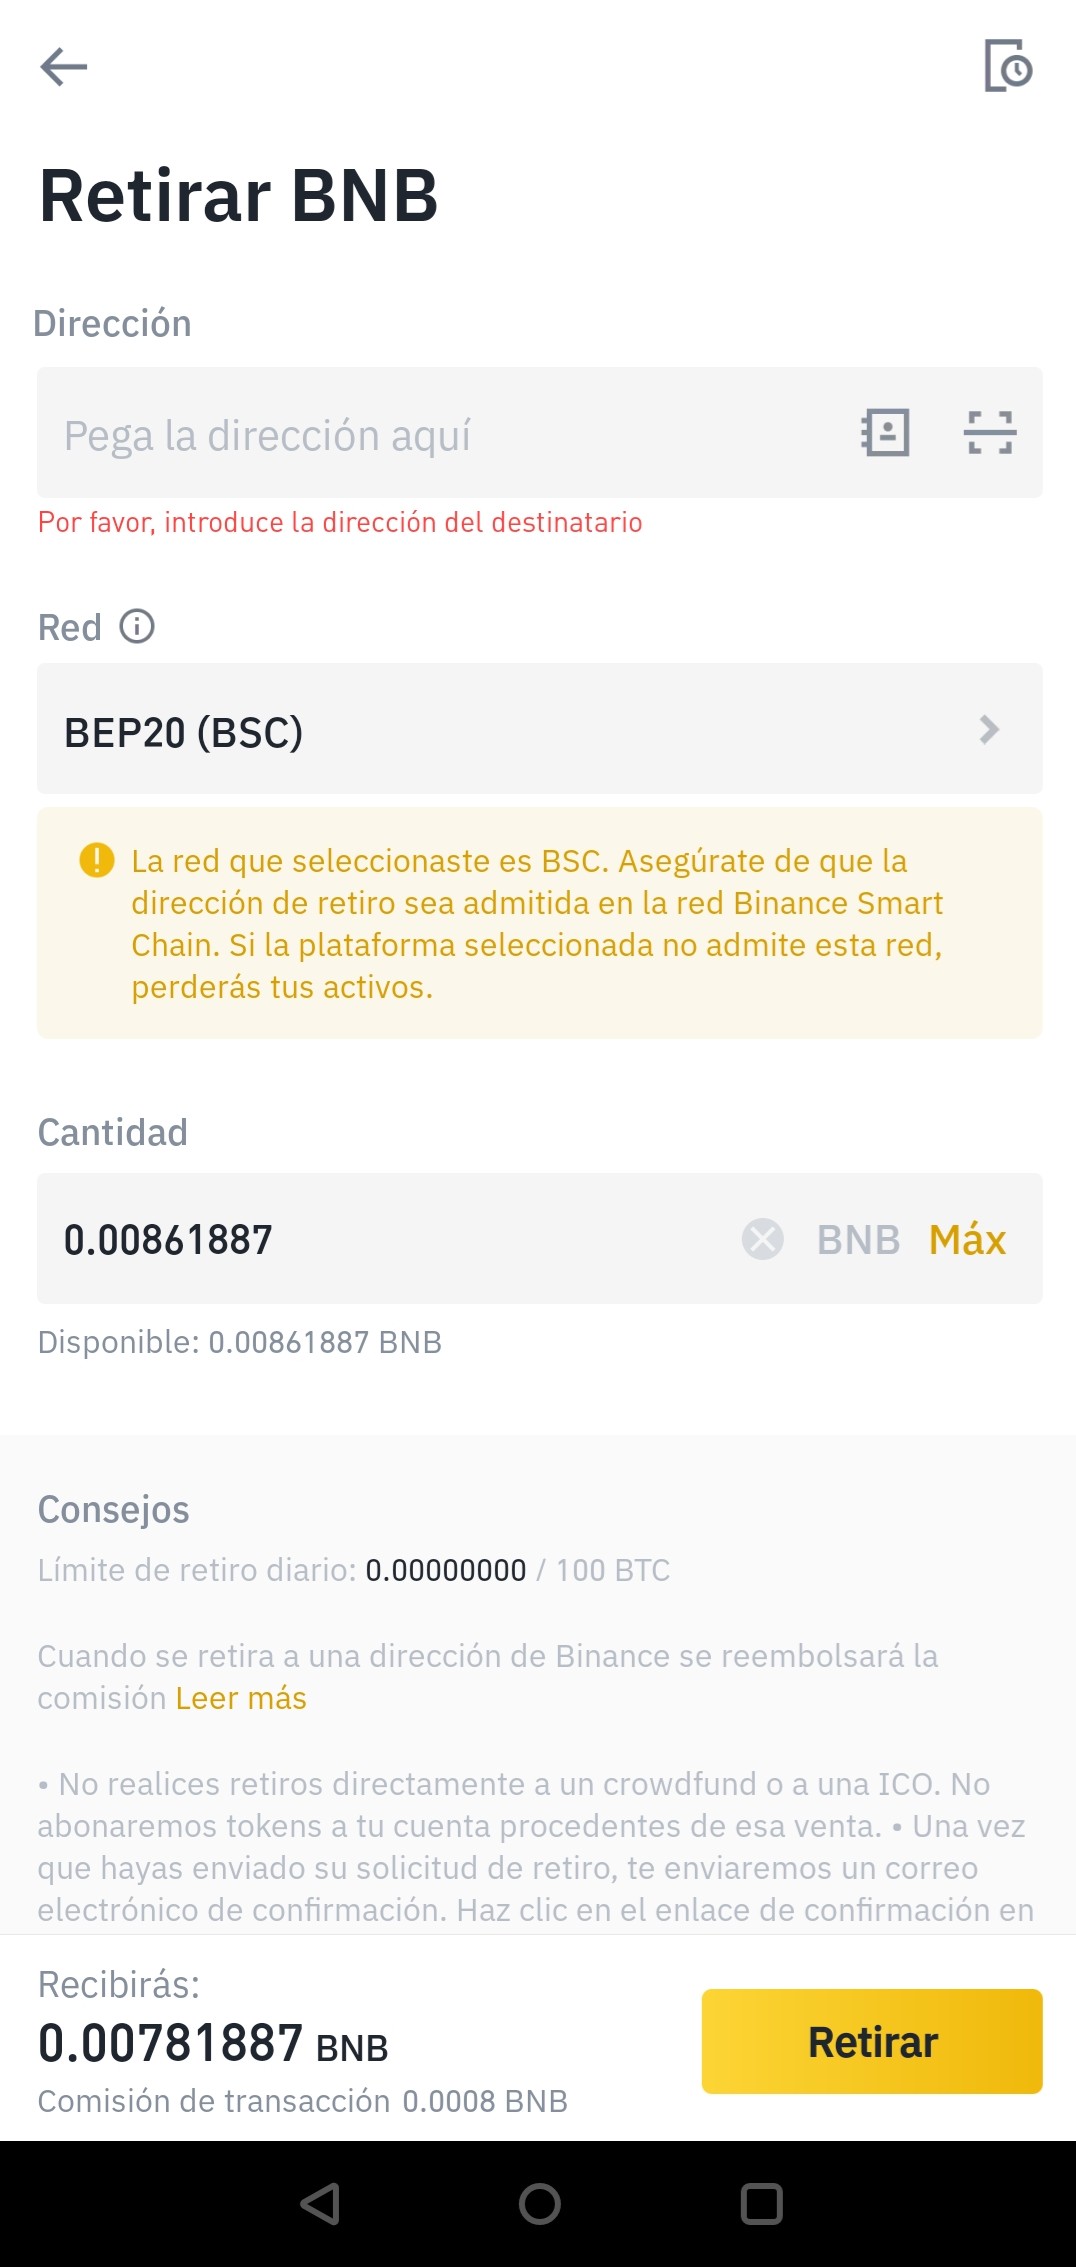 Retirar BNB
Dirección
Pega la dirección aquí
Por favor, introduce la dirección del destinatario
Red
BEP20 (BSC)
La red que seleccionaste es BSC. Asegúrate de que la
dirección de retiro sea admitida en la red Binance Smart
Chain. Si la plataforma seleccionada no admite esta red,
perderás tus activos.
Cantidad
0.00861887 BNB Máx
Disponible: 0.00861887 BNB
Consejos
Límite de retiro diario: 0.00000000 / 100 BTC
Cuando se retira a una dirección de Binance se reembolsará la
comisión Leer más
• No realices retiros directamente a un crowdfund o a una ICO. No
abonaremos tokens a tu cuenta procedentes de esa venta. • Una vez
que hayas enviado su solicitud de retiro, te enviaremos un correo
electrónico de confirmación. Haz clic en el enlace de confirmación en
Recibirás:
0.00781887 BNB
Retirar
Comisión de transacción 0.0008 BNB